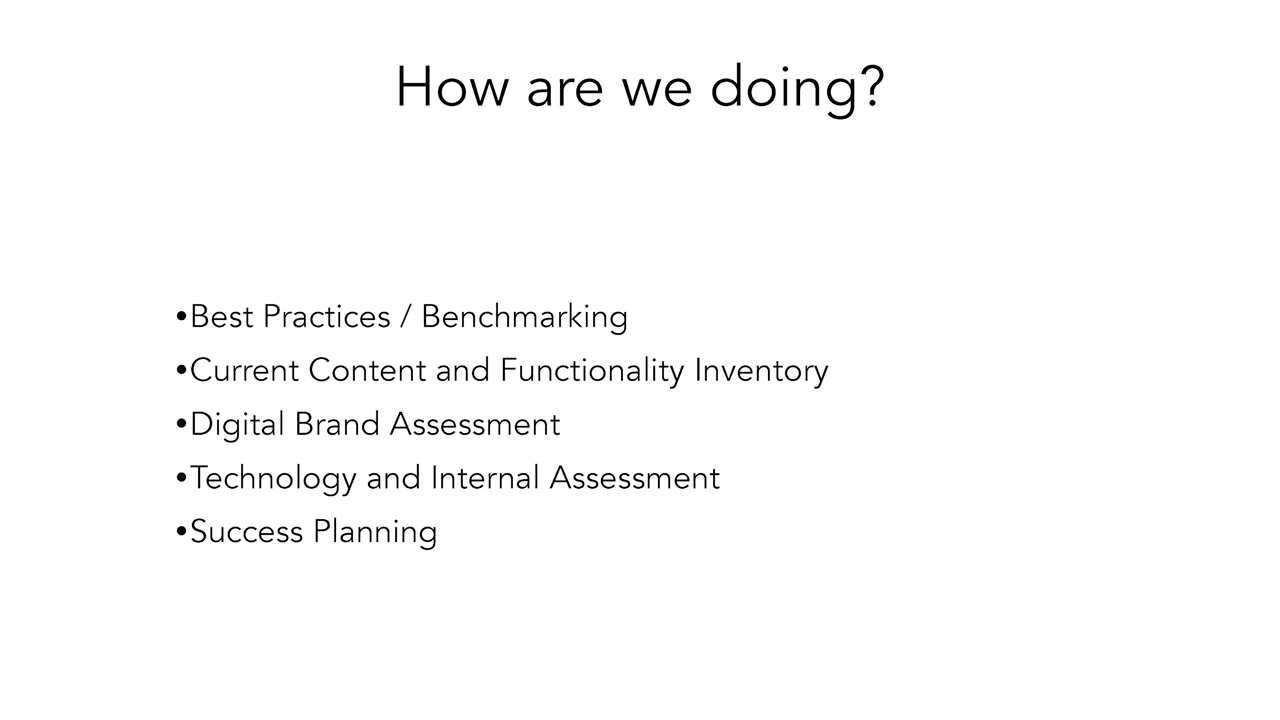 How are we doing?
•Best Practices / Benchmarking
•Current Content and Functionality Inventory
•Digital Brand Assessment
•Technology and Internal Assessment
•Success Planning